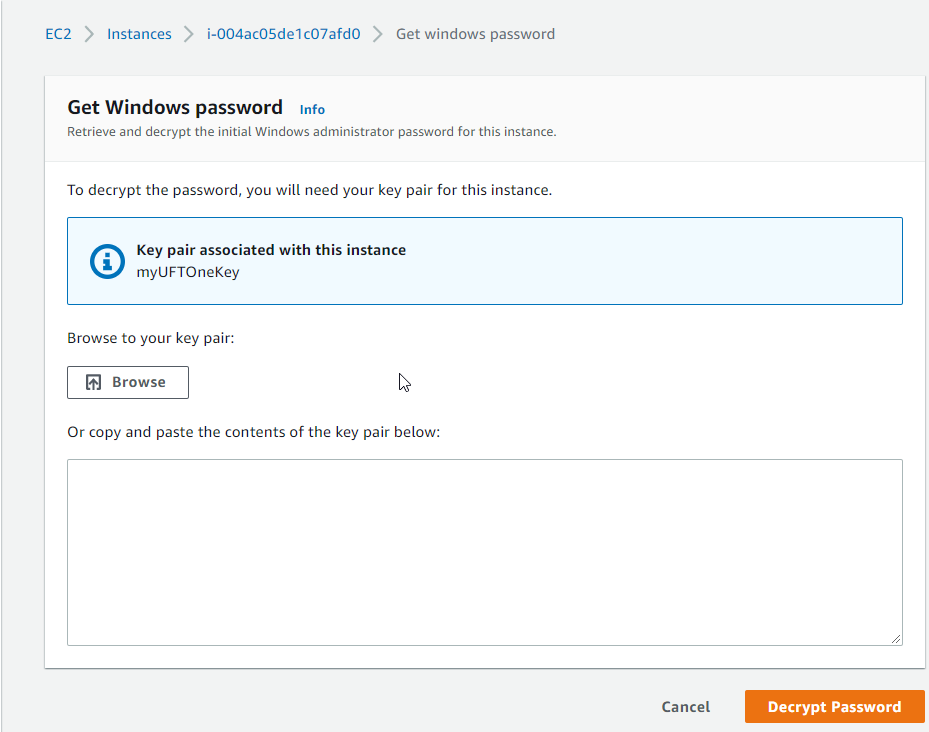 EC2 > Instances > i-004ac05de1c07afd0 > Get windows password
Get Windows password Info
Retrieve and decrypt the initial Windows administrator password for this instance.
To decrypt the password, you will need your key pair for this instance.
Key pair associated with this instance
myUFTOneKey
Browse to your key pair:
Browse
Or copy and paste the contents of the key pair below:
Cancel Decrypt Password